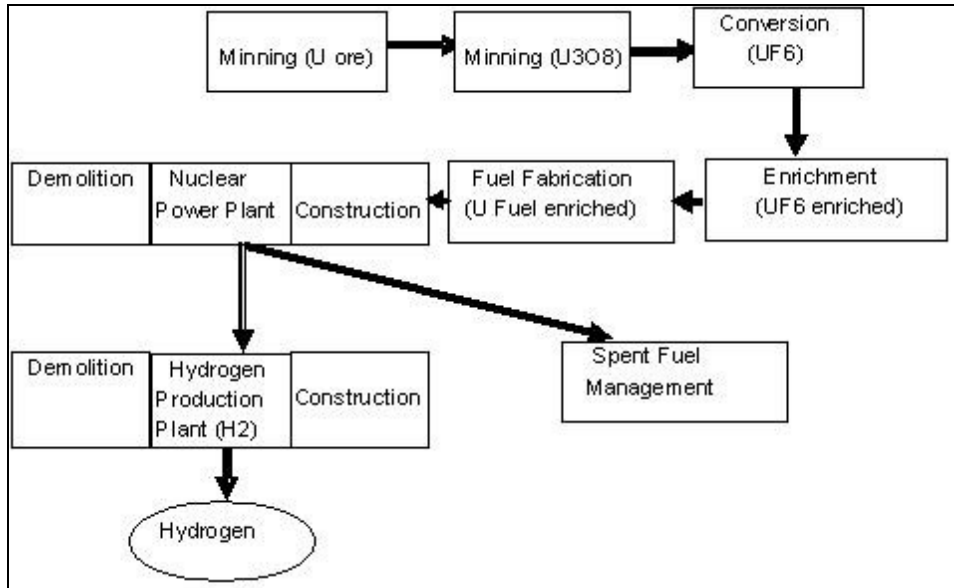 Minning (U ore)
Minning (U3O8)
Conversion
(UF6)
Demolition
Nuclear
Power Plant
Construction
Fuel Fabrication
(U Fuel enriched)
Enrichment
(UF6 enriched)
Demolition
Hydrogen
Production
Plant (H2)
Construction
Spent Fuel
Management
Hydrogen